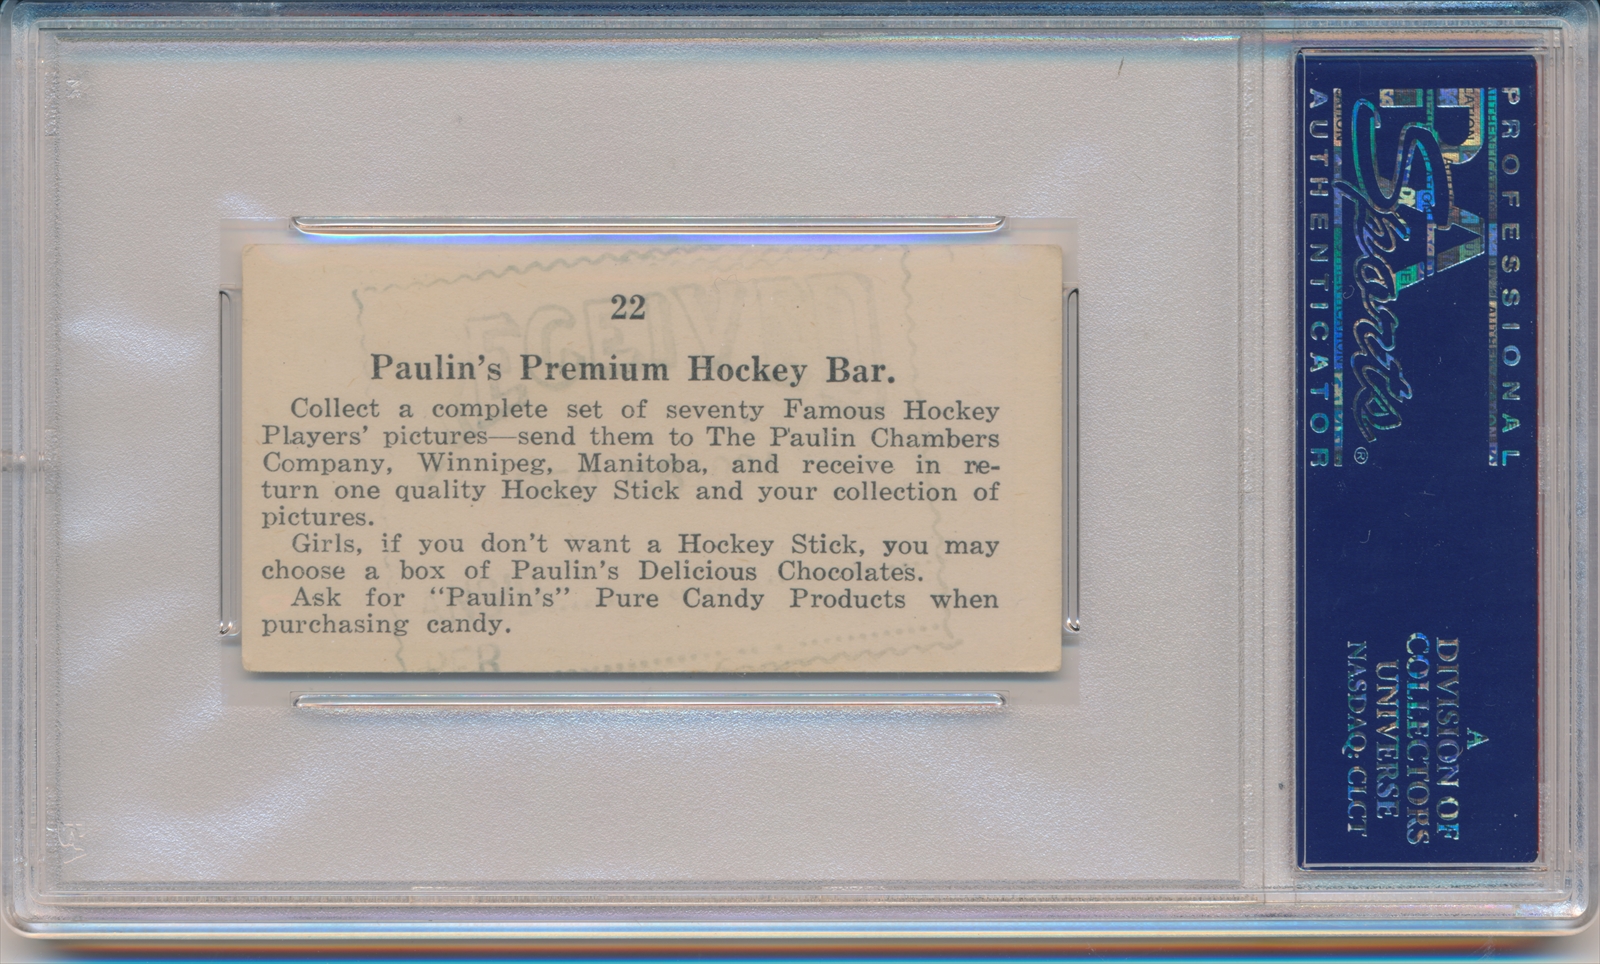 22
Paulin's Premium Hockey Bar.
Collect a complete set of seventy Famous Hockey
Players' pictures—send them to The Paulin Chambers
Company, Winnipeg, Manitoba, and receive in re-
turn one quality Hockey Stick and your collection of
pictures.
Girls, if you don't want a Hockey Stick, you may
choose a box of Paulin's Delicious Chocolates.
Ask for “Paulin's” Pure Candy Products when
purchasing candy.
PROFESSIONAL
PSA
Sports®
AUTHENTICATOR
A
DIVISION OF
COLLECTORS
UNIVERSE
NASDAQ: CLCT